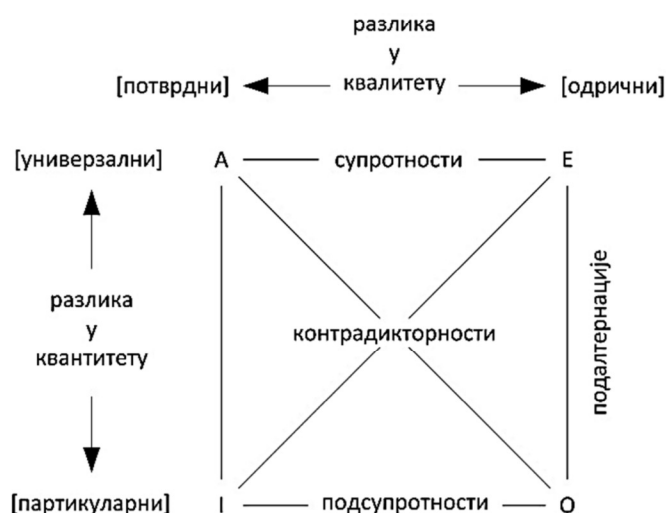 разлика
у
[потврдни] квалитету [одрични]
[универзални] А супротности Е
разлика
у
квантитету
контрадикторности
подалтернације
[партикуларни] I подсупротности О